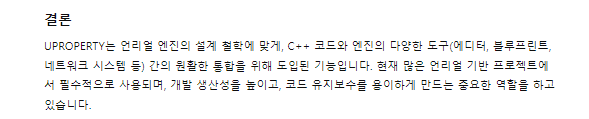 결론
UPROPERTY는 언리얼 엔진의 설계 철학에 맞게, C++ 코드와 엔진의 다양한 도구(에디터, 블루프린트,
네트워크 시스템 등) 간의 원활한 통합을 위해 도입된 기능입니다. 현재 많은 언리얼 기반 프로젝트에
서 필수적으로 사용되며, 개발 생산성을 높이고, 코드 유지보수를 용이하게 만드는 중요한 역할을 하고
있습니다.